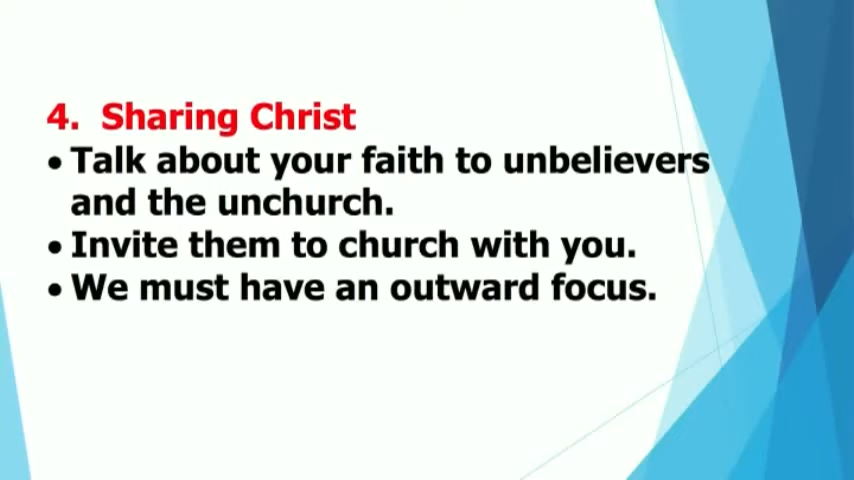 4. Sharing Christ
• Talk about your faith to unbelievers
and the unchurch.
• Invite them to church with you.
• We must have an outward focus.